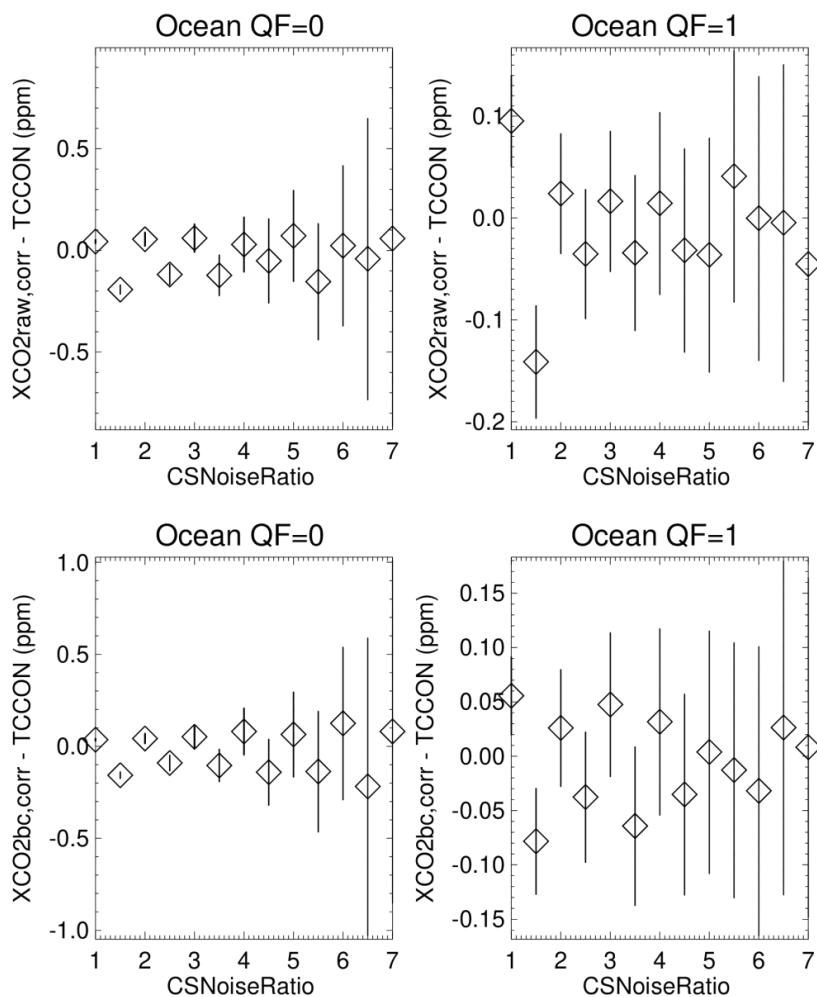 Ocean QF=0
XCO2raw,corr - TCCON (ppm)
0.5
0.0
-0.5
1 2 3 4 5 6 7
CSNoiseRatio
Ocean QF=1
XCO2raw,corr - TCCON (ppm)
0.1
0.0
-0.1
-0.2
1 2 3 4 5 6 7
CSNoiseRatio
Ocean QF=0
XCO2bc,corr - TCCON (ppm)
1.0
0.5
0.0
-0.5
-1.0
1 2 3 4 5 6 7
CSNoiseRatio
Ocean QF=1
XCO2bc,corr - TCCON (ppm)
0.15
0.10
0.05
0.00
-0.05
-0.10
-0.15
1 2 3 4 5 6 7
CSNoiseRatio